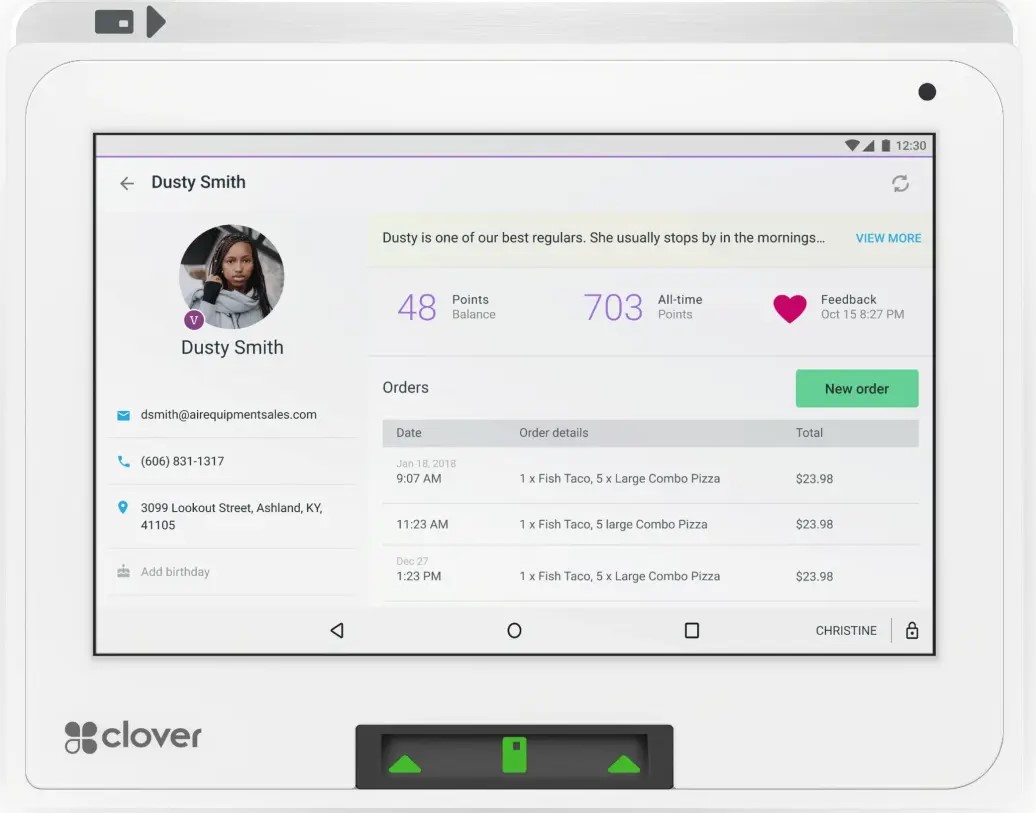 12:30
Dusty Smith
Dusty is one of our best regulars. She usually stops by in the mornings...
VIEW MORE
V
Dusty Smith
48 Points Balance
703 All-time Points
Feedback
Oct 15 8:27 PM
dsmith@airequipmentsales.com
(606) 831-1317
3099 Lookout Street, Ashland, KY,
41105
Add birthday
Orders
New order
Date Order details Total
Jan 18, 2018
9:07 AM 1 x Fish Taco, 5 x Large Combo Pizza $23.98
11:23 AM 1 x Fish Taco, 5 large Combo Pizza $23.98
Dec 27
1:23 PM 1 x Fish Taco, 5 x Large Combo Pizza $23.98
CHRISTINE
clover